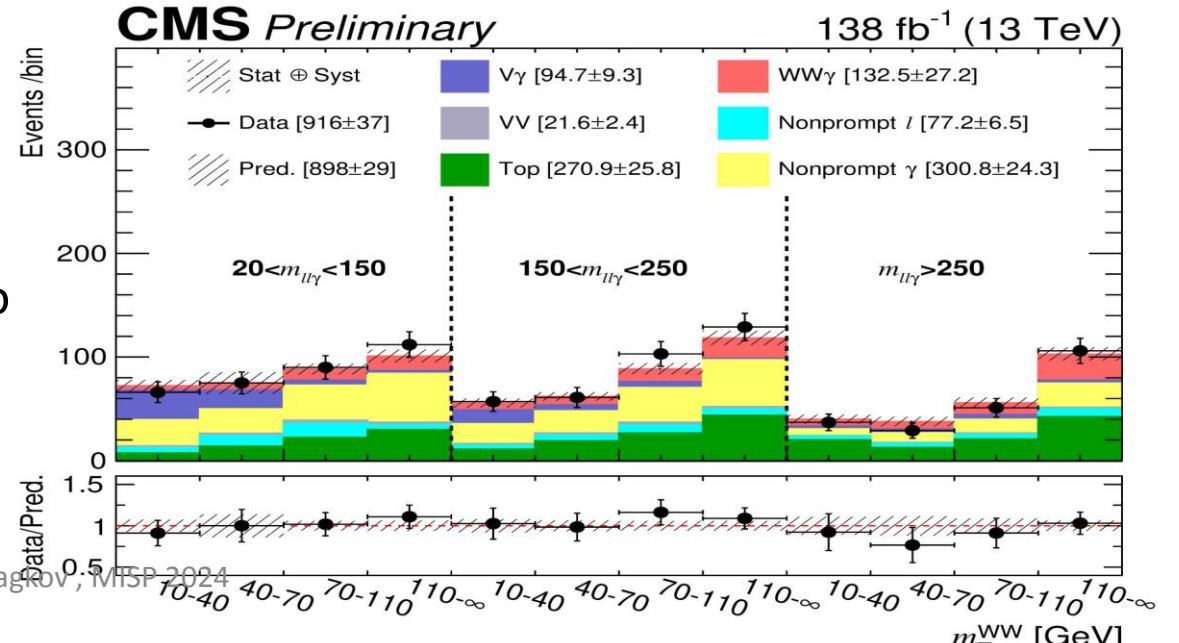 CMS Preliminary 138 fb⁻¹ (13 TeV)
Events /bin
Stat ⊕ Syst Vγ [94.7±9.3] WWγ [132.5±27.2]
Data [916±37] VV [21.6±2.4] Nonprompt l [77.2±6.5]
Pred. [898±29] Top [270.9±25.8] Nonprompt γ [300.8±24.3]
300
200
20<m_llγ<150 150<m_llγ<250 m_llγ>250
100
0
Data/Pred.
1.5
1
0.5
MISP 2024
10-40 40-70 70-110 110-∞ 10-40 40-70 70-110 110-∞ 10-40 40-70 70-110 110-∞
WW [GeV]